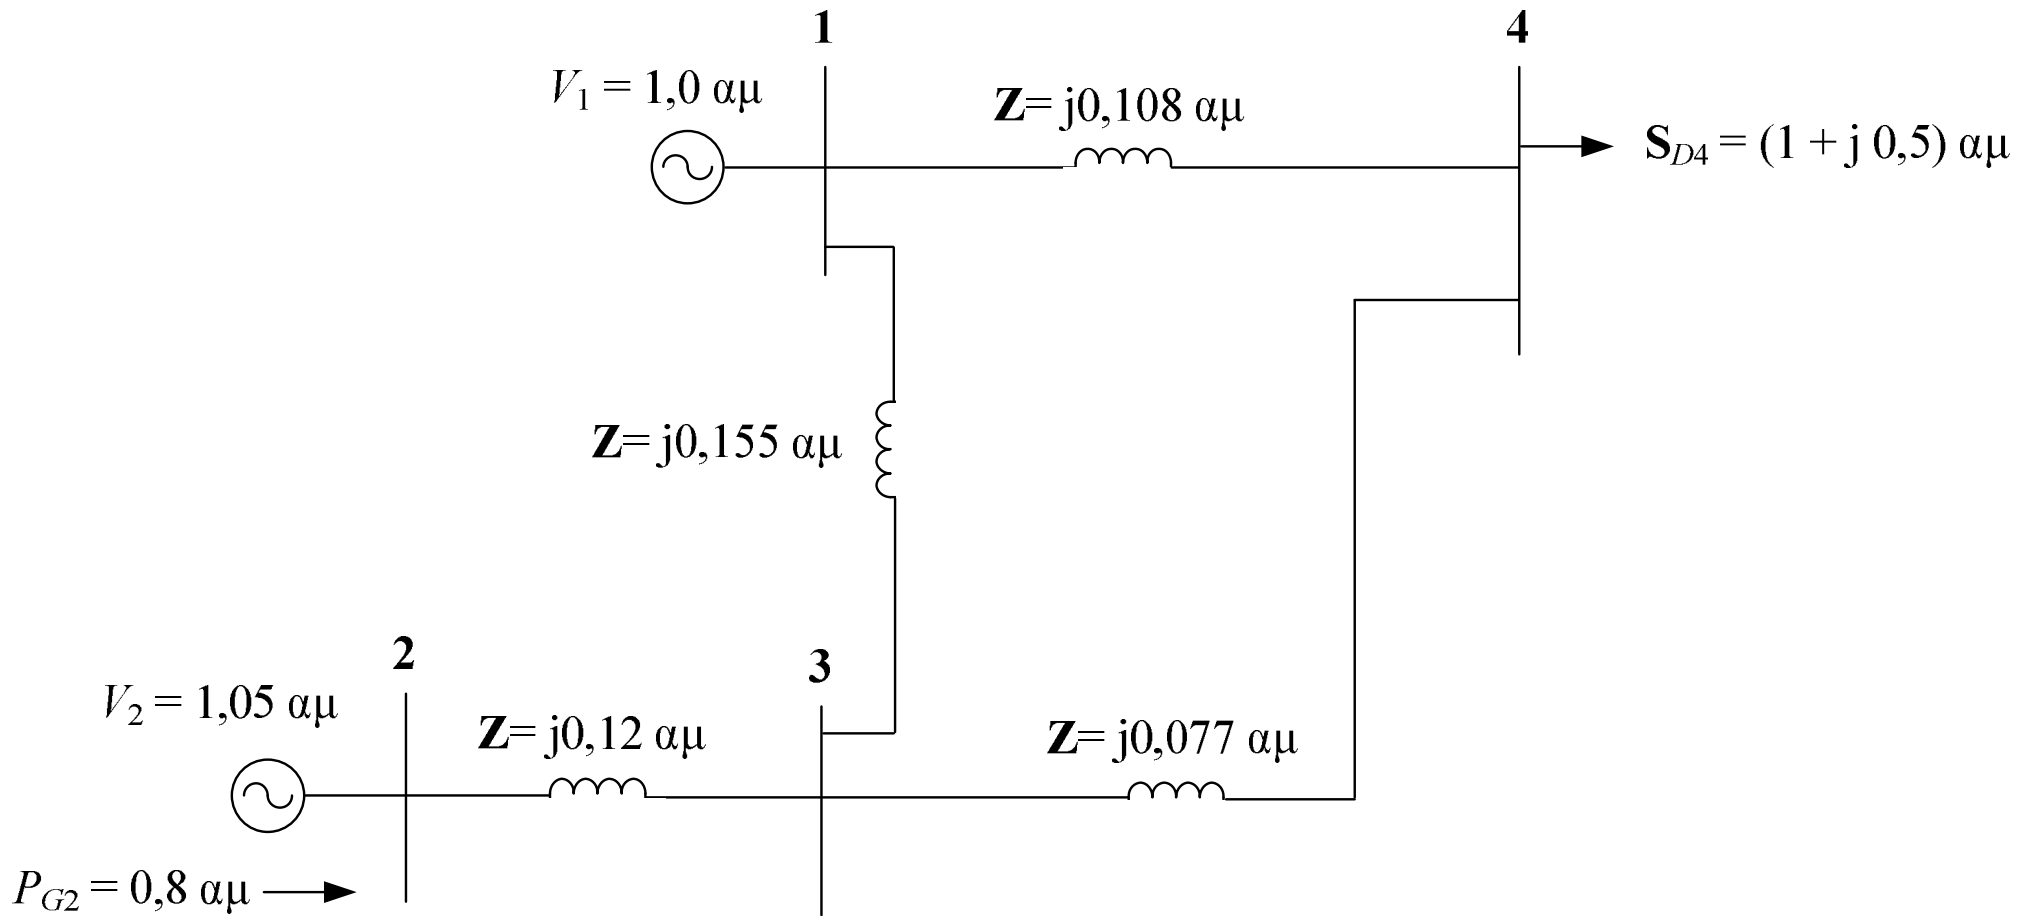 1
4
V1 = 1,0 αμ
Z= j0,108 αμ
SD4 = (1 + j 0,5) αμ
Z= j0,155 αμ
2
3
V2 = 1,05 αμ
Z= j0,12 αμ
Z= j0,077 αμ
PG2 = 0,8 αμ